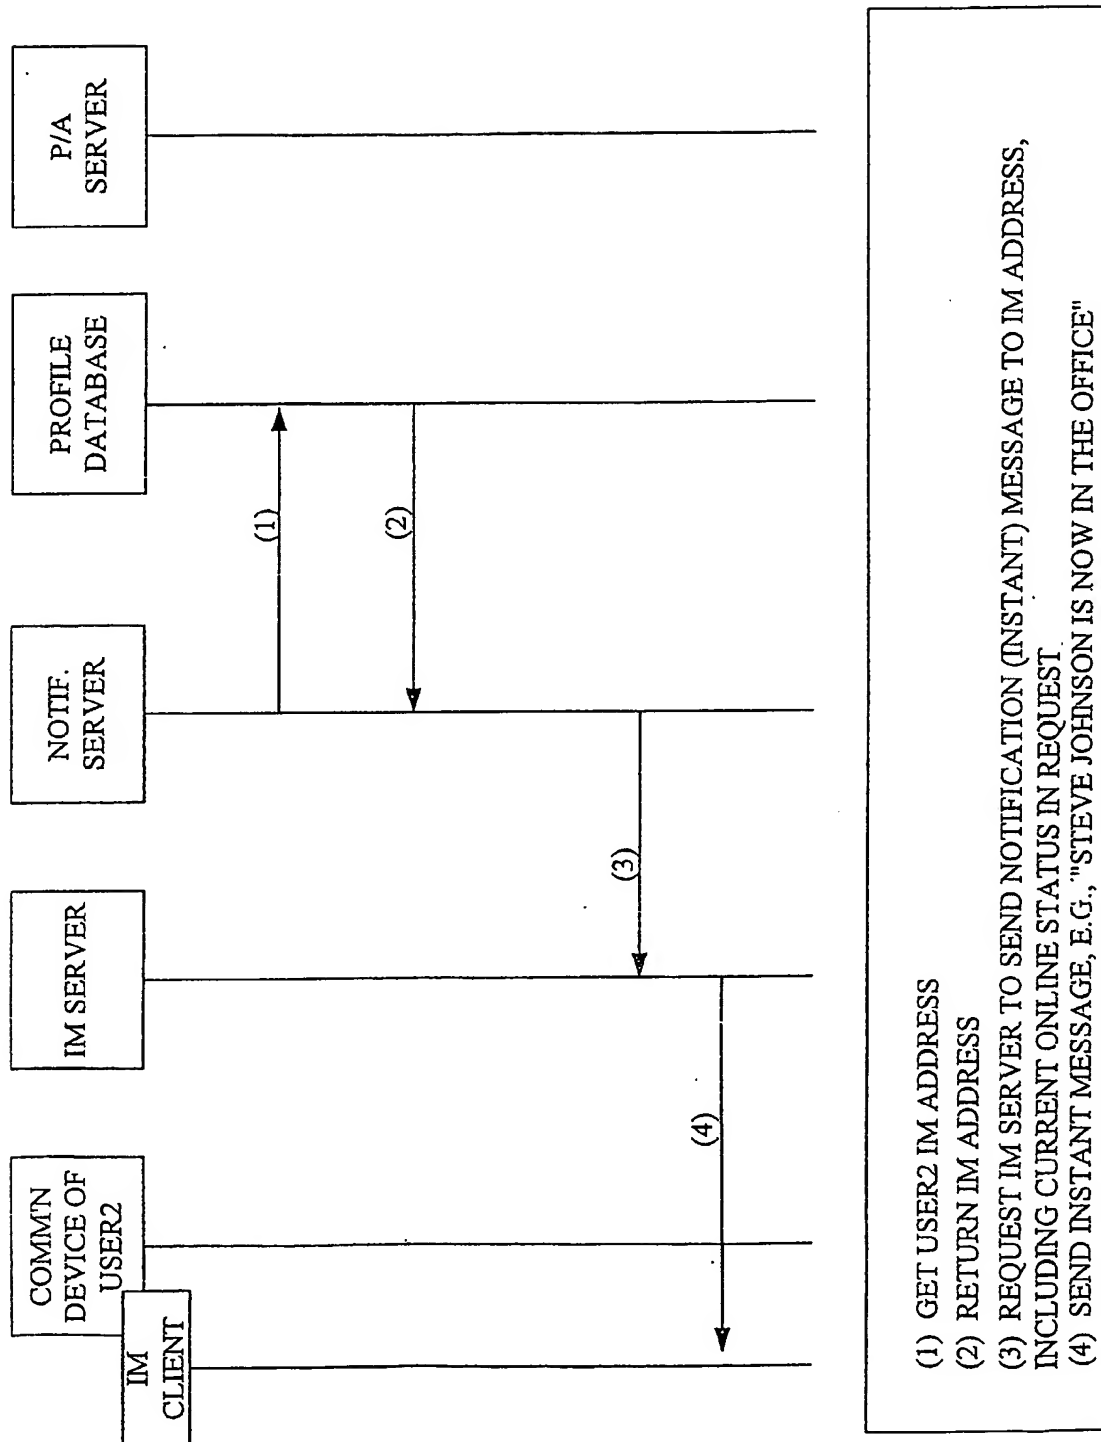 IM
CLIENT
COMM'N
DEVICE OF
USER2
IM SERVER
NOTIF.
SERVER
PROFILE
DATABASE
P/A
SERVER
(1)
(2)
(3)
(4)
(1) GET USER2 IM ADDRESS
(2) RETURN IM ADDRESS
(3) REQUEST IM SERVER TO SEND NOTIFICATION (INSTANT) MESSAGE TO IM ADDRESS,
INCLUDING CURRENT ONLINE STATUS IN REQUEST
(4) SEND INSTANT MESSAGE, E.G., "STEVE JOHNSON IS NOW IN THE OFFICE"